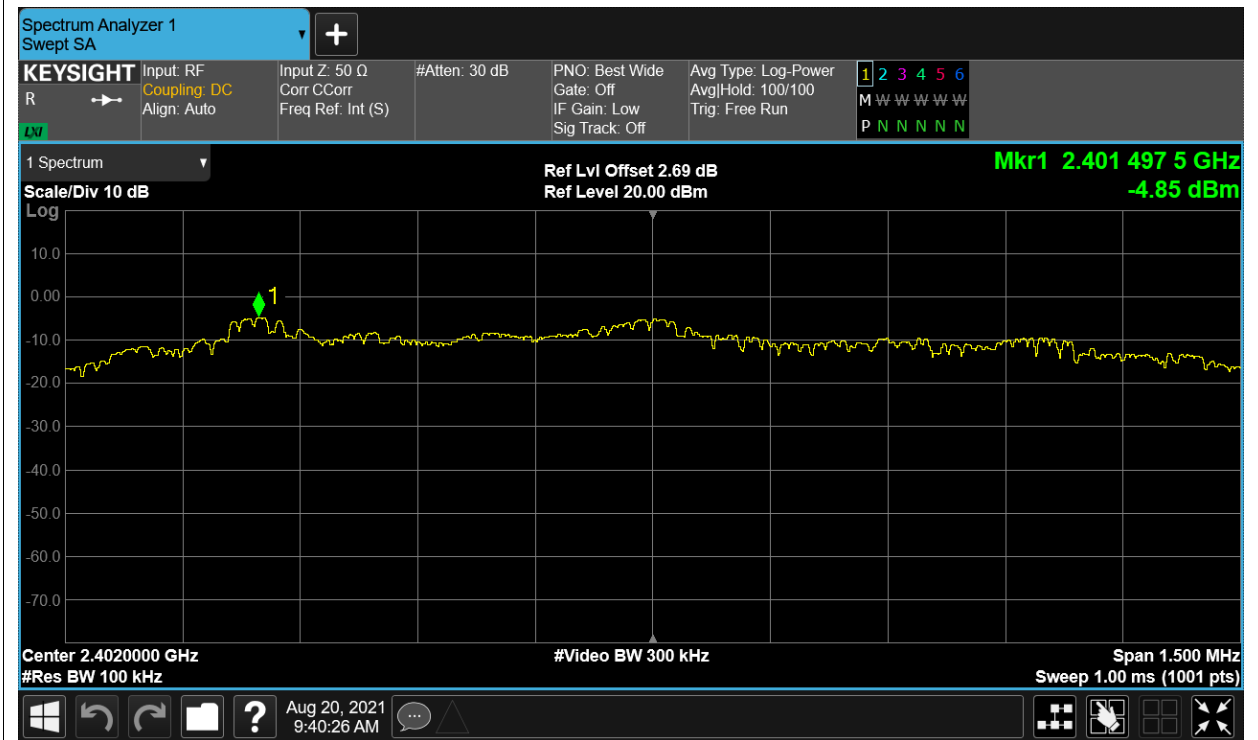 Spectrum Analyzer 1
Swept SA
KEYSIGHT
R
LXI
Input: RF
Coupling: DC
Align: Auto
Input Z: 50 Ω
Corr CCorr
Freq Ref: Int (S)
#Atten: 30 dB
PNO: Best Wide
Gate: Off
IF Gain: Low
Sig Track: Off
Avg Type: Log-Power
Avg|Hold: 100/100
Trig: Free Run
1 2 3 4 5 6
M W W W W W
P N N N N N
1 Spectrum
Scale/Div 10 dB
Log
Ref Lvl Offset 2.69 dB
Ref Level 20.00 dBm
Mkr1 2.401 497 5 GHz
-4.85 dBm
10.0
0.00
1
-10.0
-20.0
-30.0
-40.0
-50.0
-60.0
-70.0
Center 2.4020000 GHz
#Res BW 100 kHz
#Video BW 300 kHz
Span 1.500 MHz
Sweep 1.00 ms (1001 pts)
?
Aug 20, 2021
9:40:26 AM